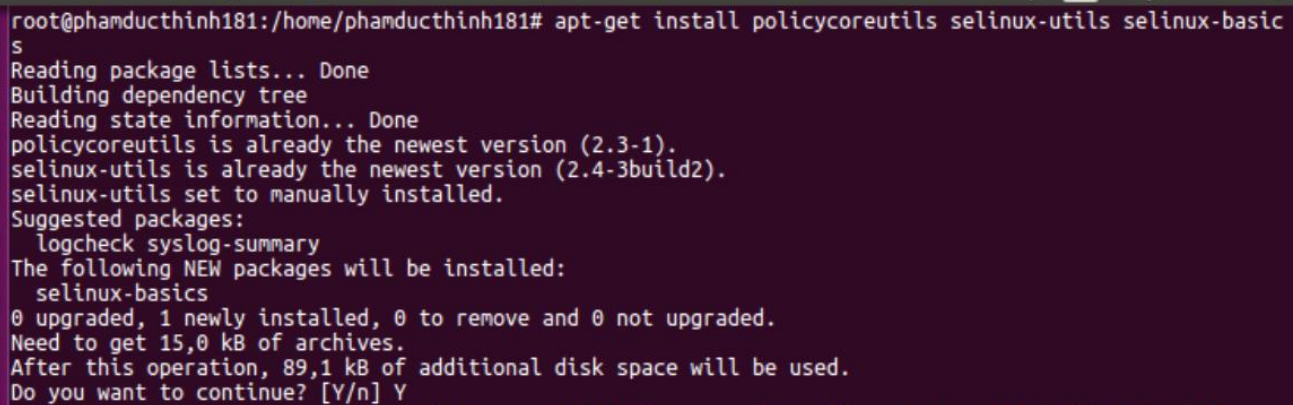 root@phamducthinh181:/home/phamducthinh181# apt-get install policycoreutils selinux-utils selinux-basic
s
Reading package lists... Done
Building dependency tree
Reading state information... Done
policycoreutils is already the newest version (2.3-1).
selinux-utils is already the newest version (2.4-3build2).
selinux-utils set to manually installed.
Suggested packages:
  logcheck syslog-summary
The following NEW packages will be installed:
  selinux-basics
0 upgraded, 1 newly installed, 0 to remove and 0 not upgraded.
Need to get 15,0 kB of archives.
After this operation, 89,1 kB of additional disk space will be used.
Do you want to continue? [Y/n] Y